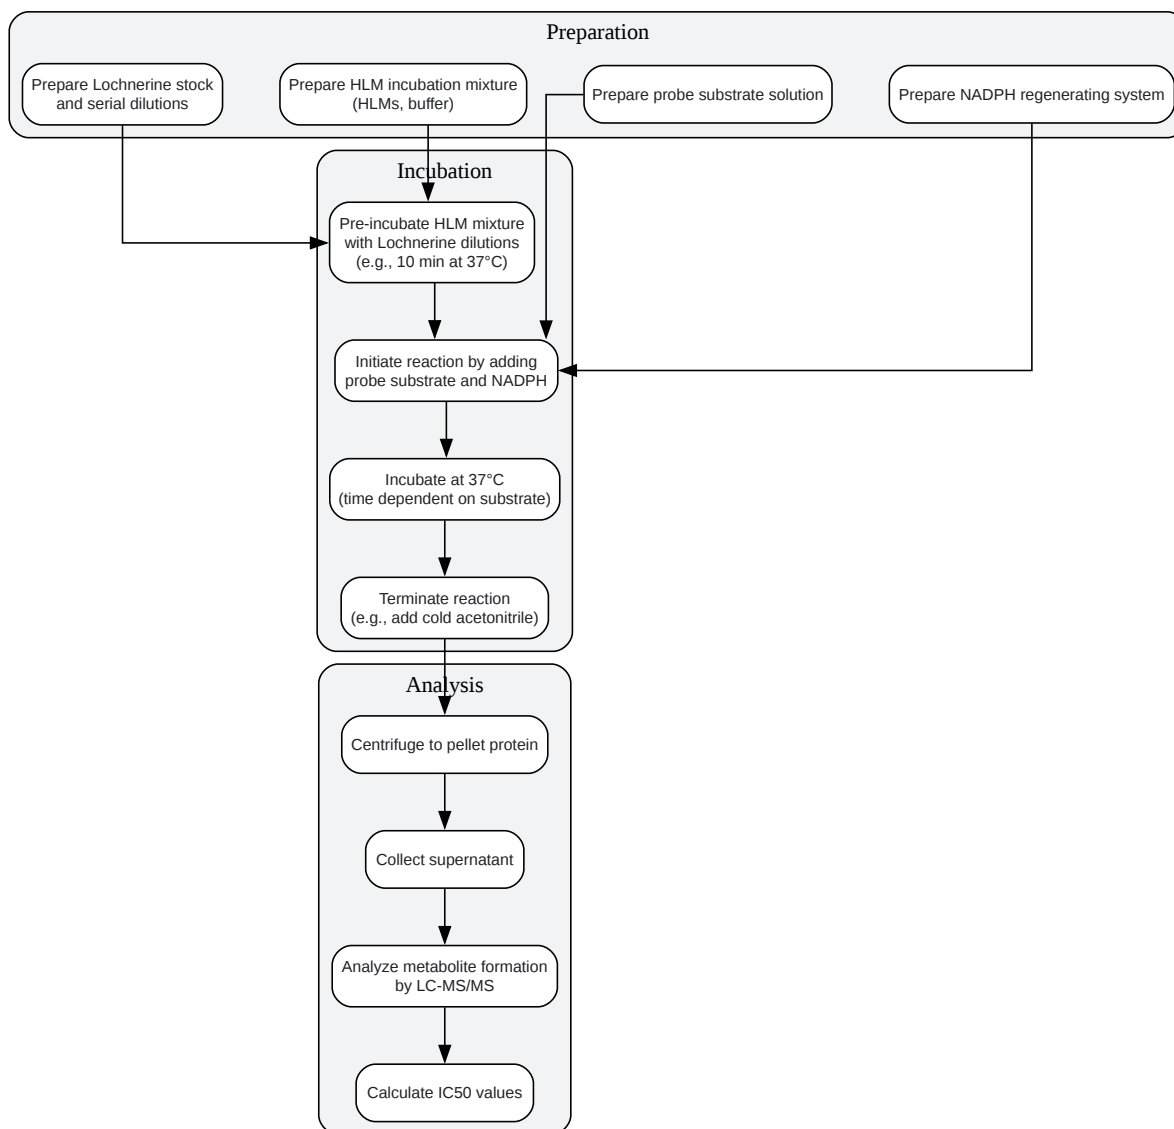 Preparation
Prepare Lochnerine stock
and serial dilutions
Prepare HLM incubation mixture
(HLMs, buffer)
Prepare probe substrate solution
Prepare NADPH regenerating system
Incubation
Pre-incubate HLM mixture
with Lochnerine dilutions
(e.g., 10 min at 37°C)
Initiate reaction by adding
probe substrate and NADPH
Incubate at 37°C
(time dependent on substrate)
Terminate reaction
(e.g., add cold acetonitrile)
Analysis
Centrifuge to pellet protein
Collect supernatant
Analyze metabolite formation
by LC-MS/MS
Calculate IC50 values